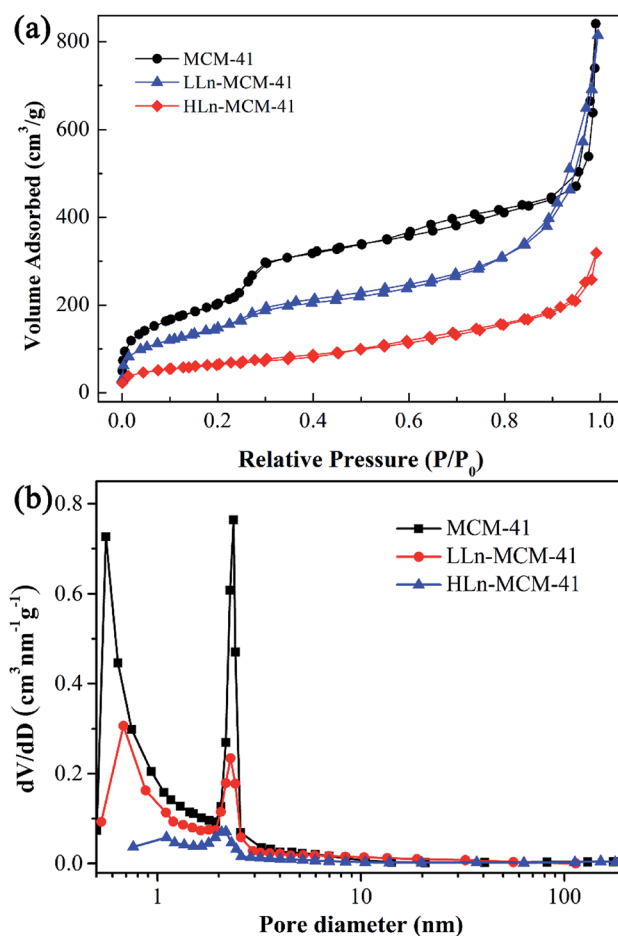 (a)
800
600
400
200
0
Volume Adsorbed (cm³/g)
MCM-41
LLn-MCM-41
HLn-MCM-41
0.0 0.2 0.4 0.6 0.8 1.0
Relative Pressure (P/P₀)
(b)
0.8
0.6
0.4
0.2
0.0
dV/dD (cm³nm⁻¹g⁻¹)
MCM-41
LLn-MCM-41
HLn-MCM-41
1 10 100
Pore diameter (nm)